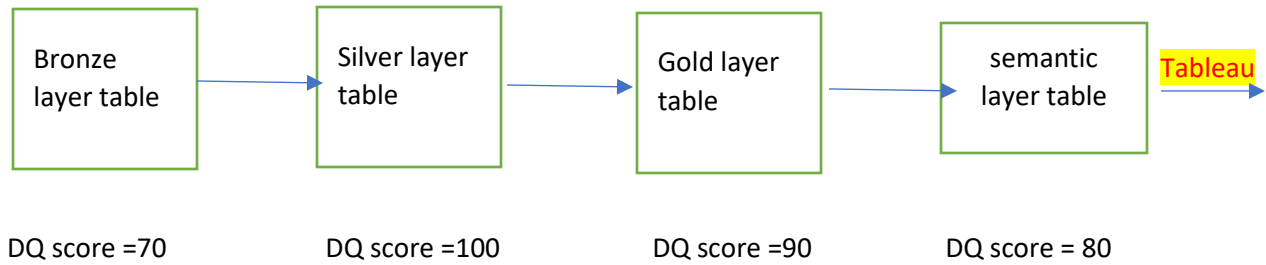 Bronze
layer table
Silver layer
table
Gold layer
table
semantic
layer table
Tableau
DQ score =70
DQ score =100
DQ score =90
DQ score = 80